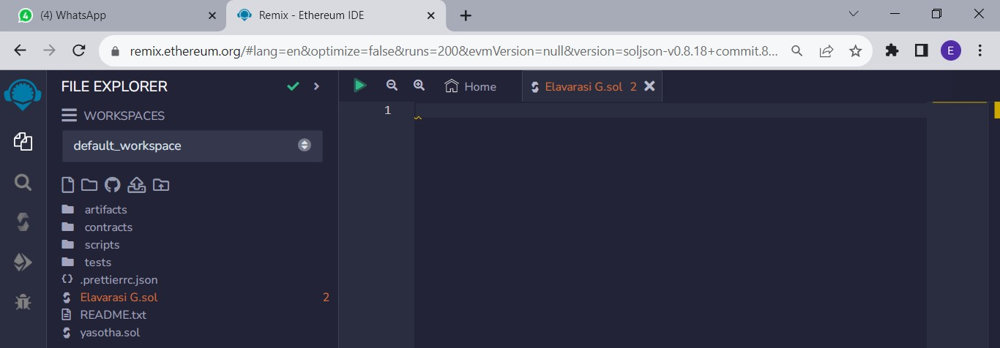 4 (4) WhatsApp
Remix - Ethereum IDE
remix.ethereum.org/#lang=en&optimize=false&runs=200&evmVersion=null&version=soljson-v0.8.18+commit.8...
E
FILE EXPLORER
WORKSPACES
default_workspace
artifacts
contracts
scripts
tests
.prettierrc.json
Elavarasi G.sol 2
README.txt
yasotha.sol
Home
Elavarasi G.sol 2
1